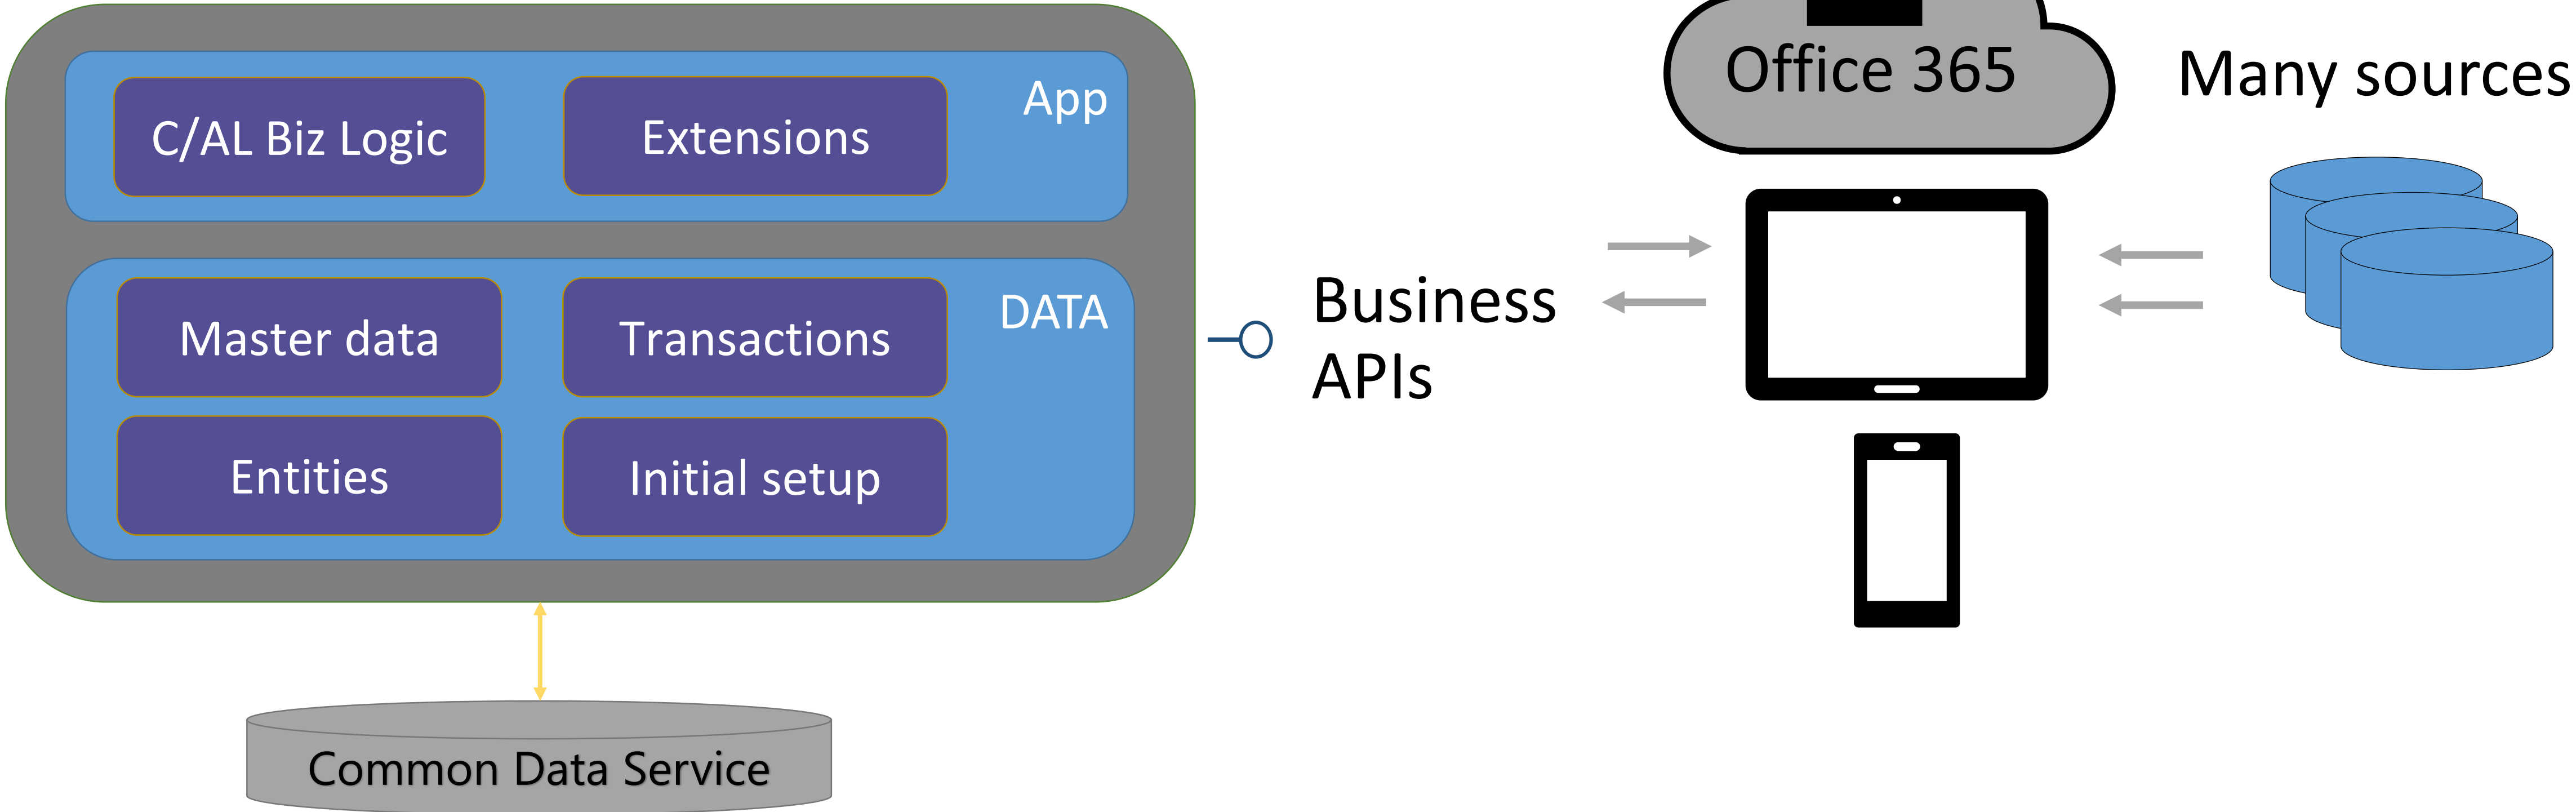 App
C/AL Biz Logic
Extensions
DATA
Master data
Transactions
Entities
Initial setup
Common Data Service
Business
APIs
Office 365
Many sources